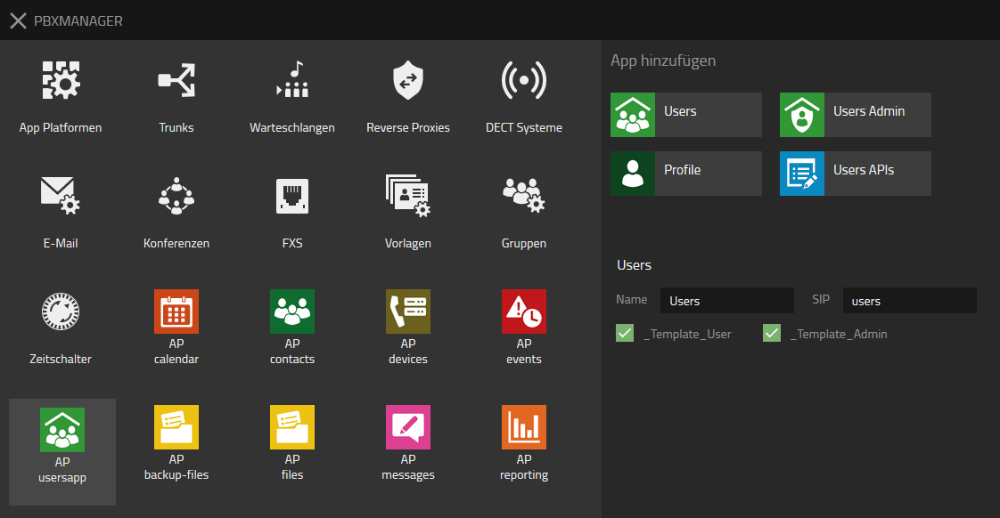 PBXMANAGER
App Platformen
Trunks
Warteschlangen
Reverse Proxies
DECT Systeme
E-Mail
Konferenzen
FXS
Vorlagen
Gruppen
Zeitschalter
AP
calendar
AP
contacts
AP
devices
AP
events
AP
usersapp
AP
backup-files
AP
files
AP
messages
AP
reporting
App hinzufügen
Users
Users Admin
Profile
Users APIs
Users
Name
Users
SIP
users
_Template_User
_Template_Admin